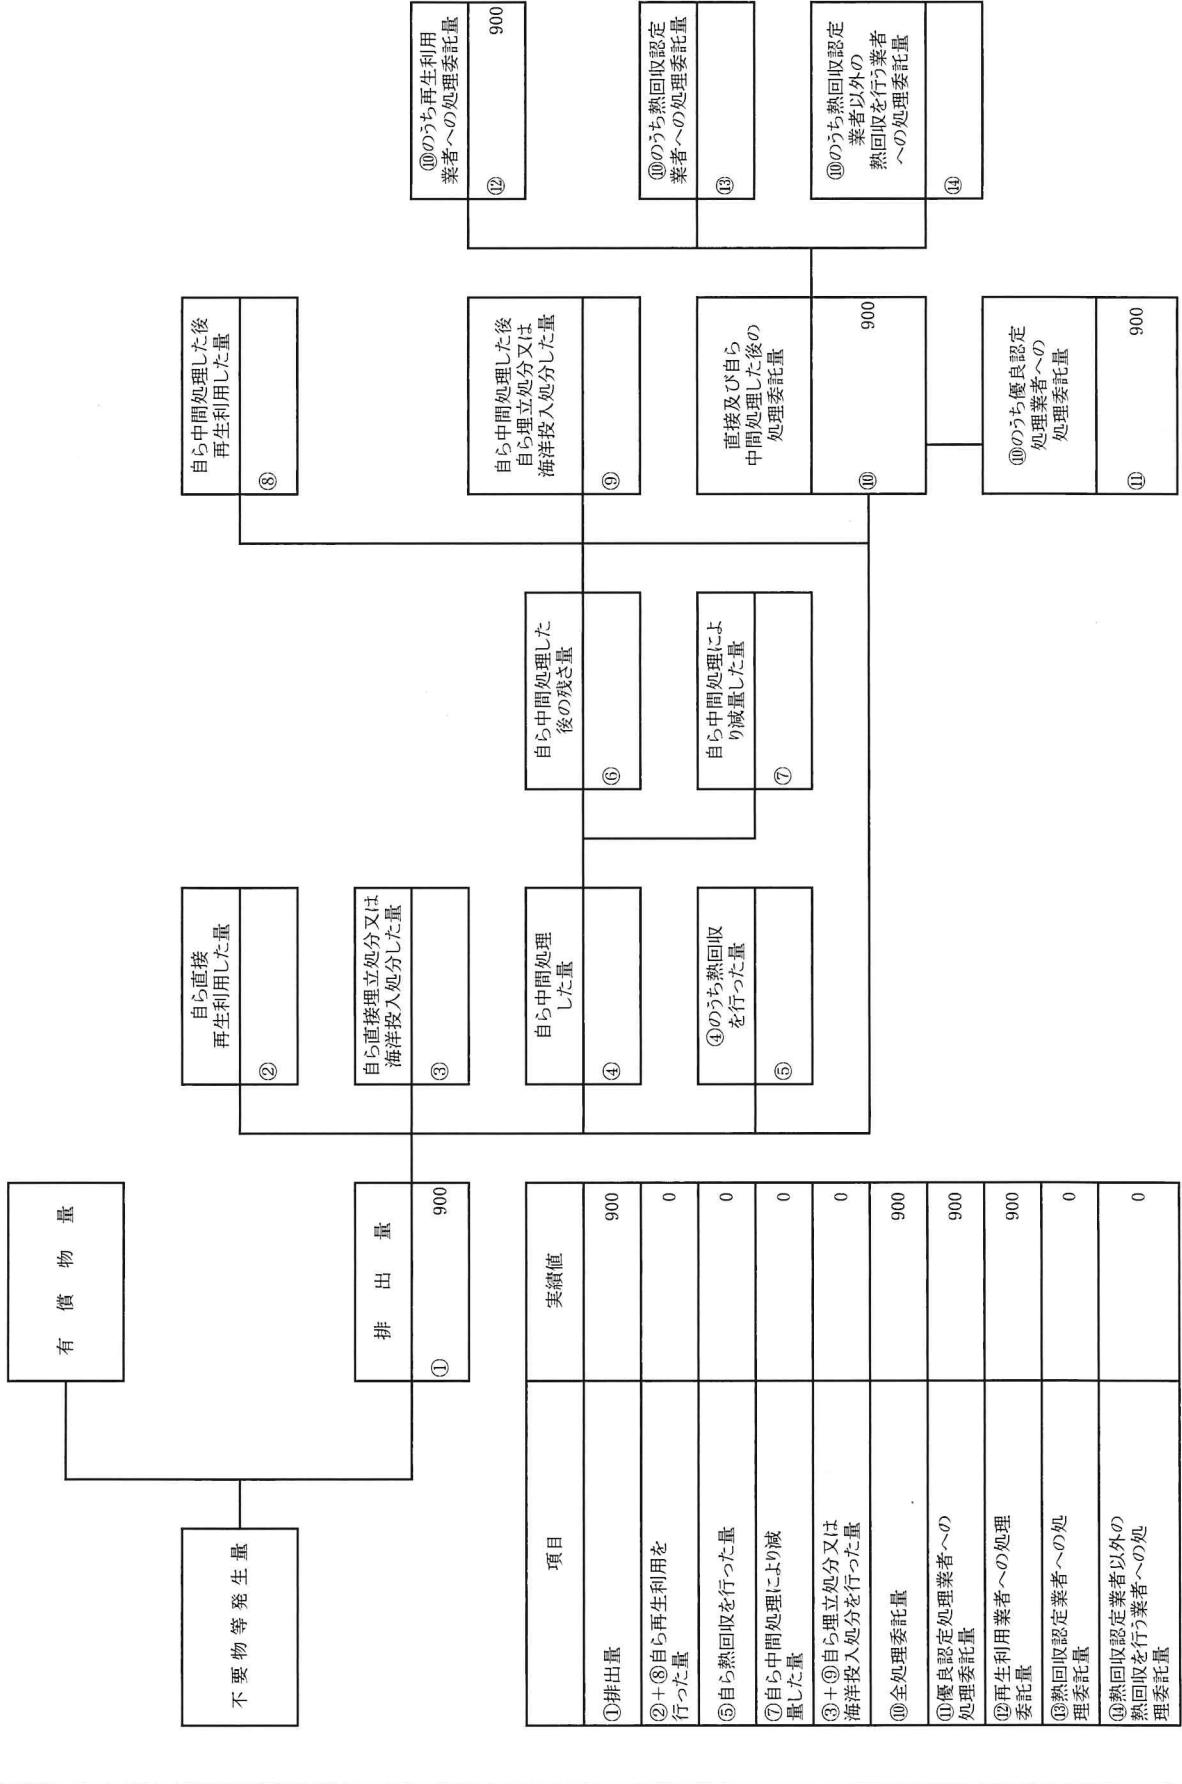 不要物等発生量
有償物量
排出量
① 900
自ら直接
再生利用した量
②
自ら直接埋立処分又は
海洋投入処分した量
③
自ら中間処理
した量
④
④のうち熱回収
を行った量
⑤
自ら中間処理した
後の残さ量
⑥
自ら中間処理によ
り減量した量
⑦
自ら中間処理した後
再生利用した量
⑧
自ら中間処理した後
自ら埋立処分又は
海洋投入処分した量
⑨
直接及び自ら
中間処理した後の
処理委託量
⑩ 900
⑩のうち優良認定
処理業者への
処理委託量
⑪ 900
⑩のうち再生利用
業者への処理委託量
⑫ 900
⑩のうち熱回収認定
業者への処理委託量
⑬
⑩のうち熱回収認定
業者以外の
熱回収を行う業者
への処理委託量
⑭
項目 実績値
①排出量 900
②+⑧自ら再生利用を
行った量 0
⑤自ら熱回収を行った量 0
⑦自ら中間処理により減
量した量 0
③+⑨自ら埋立処分又は
海洋投入処分を行った量 0
⑩全処理委託量 900
⑪優良認定処理業者への
処理委託量 900
⑫再生利用業者への処理
委託量 900
⑬熱回収認定業者への処
理委託量 0
⑭熱回収認定業者以外の
熱回収を行う業者への処
理委託量 0